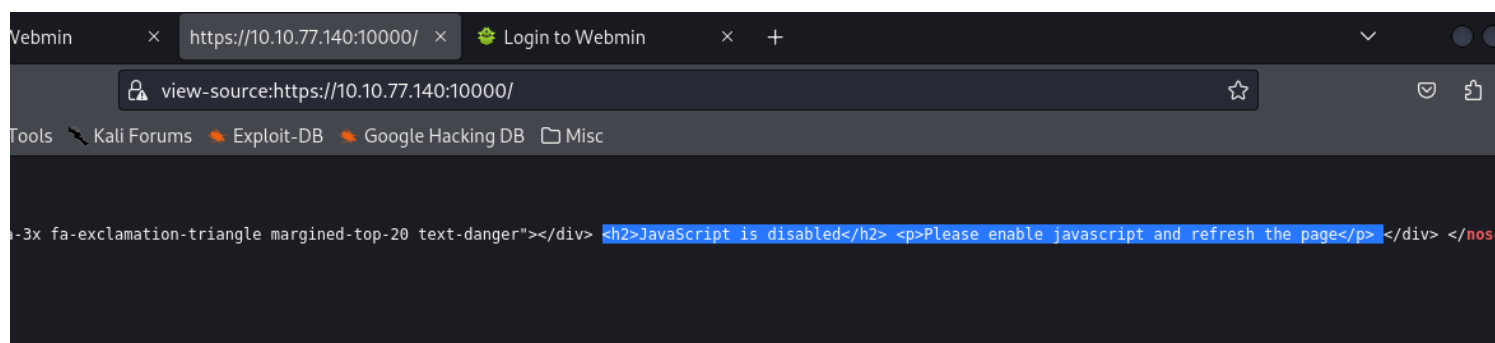 Webmin https://10.10.77.140:10000/ Login to Webmin
view-source:https://10.10.77.140:10000/
Tools Kali Forums Exploit-DB Google Hacking DB Misc
-3x fa-exclamation-triangle margined-top-20 text-danger"></div> <h2>JavaScript is disabled</h2> <p>Please enable javascript and refresh the page</p> </div> </nos